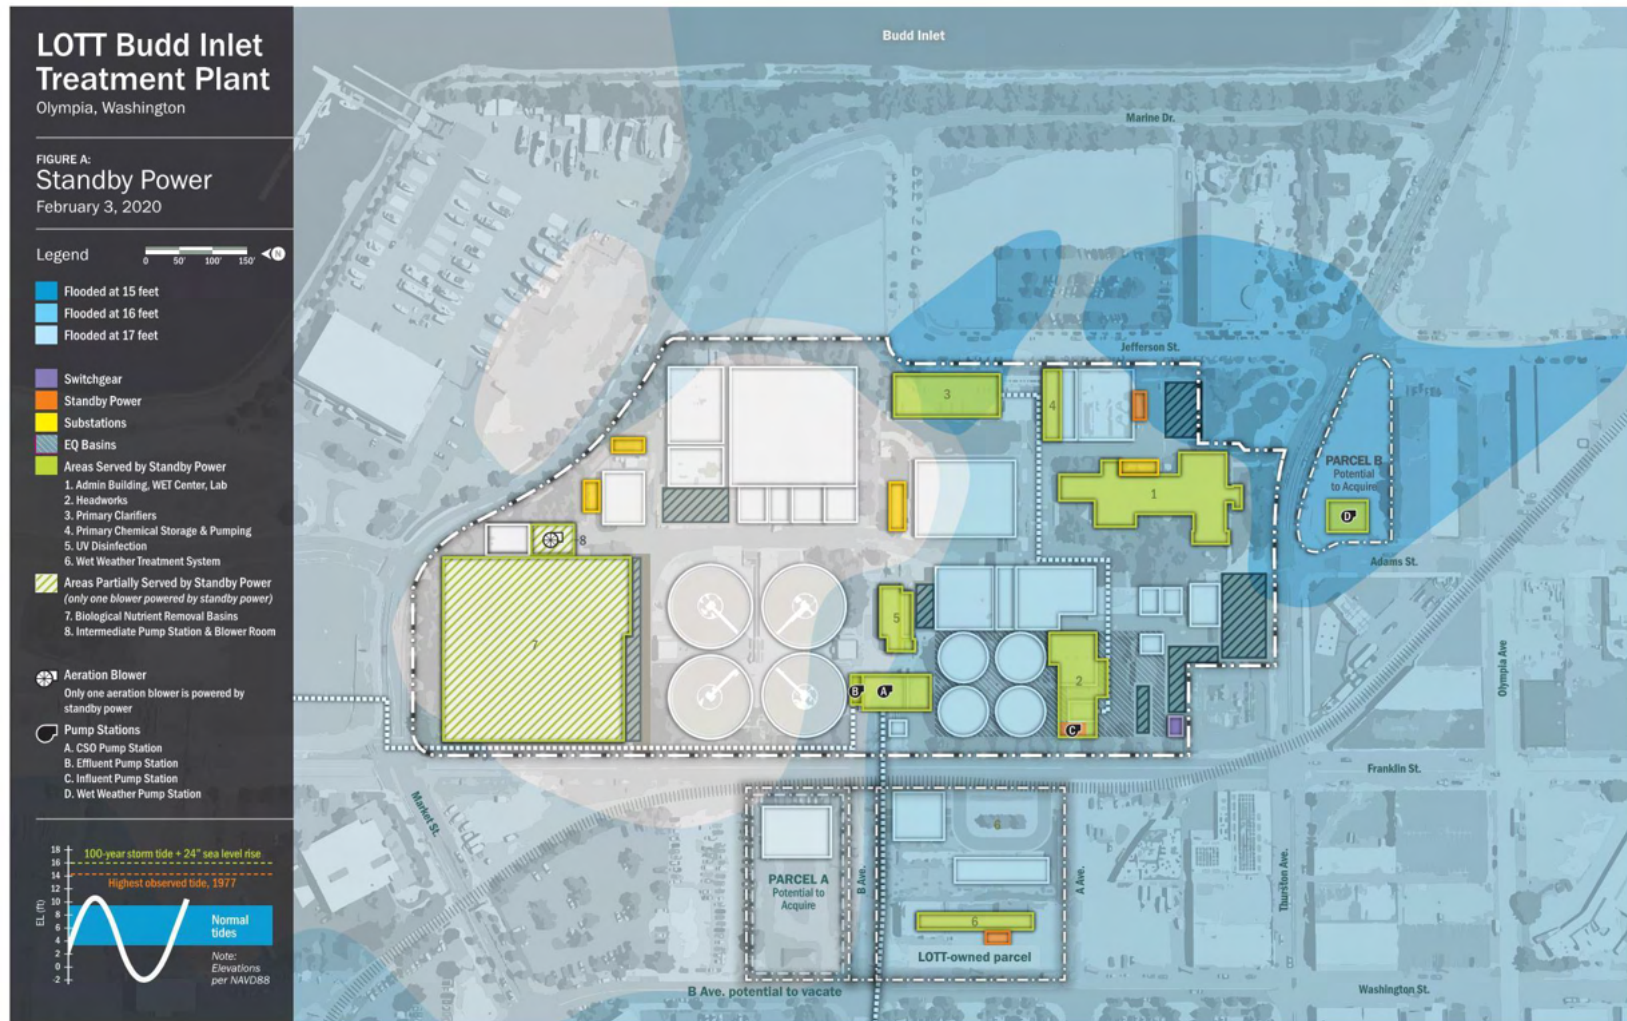 LOTT Budd Inlet
Treatment Plant
Olympia, Washington
FIGURE A:
Standby Power
February 3, 2020
Legend
0 50' 100' 150'
N
Flooded at 15 feet
Flooded at 16 feet
Flooded at 17 feet
Switchgear
Standby Power
Substations
EQ Basins
Areas Served by Standby Power
1. Admin Building, WET Center, Lab
2. Headworks
3. Primary Clarifiers
4. Primary Chemical Storage & Pumping
5. UV Disinfection
6. Wet Weather Treatment System
Areas Partially Served by Standby Power
(only one blower powered by standby power)
7. Biological Nutrient Removal Basins
8. Intermediate Pump Station & Blower Room
Aeration Blower
Only one aeration blower is powered by
standby power
Pump Stations
A. CSO Pump Station
B. Effluent Pump Station
C. Influent Pump Station
D. Wet Weather Pump Station
EL (ft)
18
16
14
12
10
8
6
4
2
0
-2
100-year storm tide + 24" sea level rise
Highest observed tide, 1977
Normal
tides
Note:
Elevations
per NAVD88
Budd Inlet
Marine Dr.
Jefferson St.
3
4
1
PARCEL B
Potential
to Acquire
D
Adams St.
8
7
5
2
B
A
C
Olympia Ave
Franklin St.
Market St.
6
PARCEL A
Potential to
Acquire
B Ave.
A Ave.
Thurston Ave.
6
LOTT-owned parcel
B Ave. potential to vacate
Washington St.